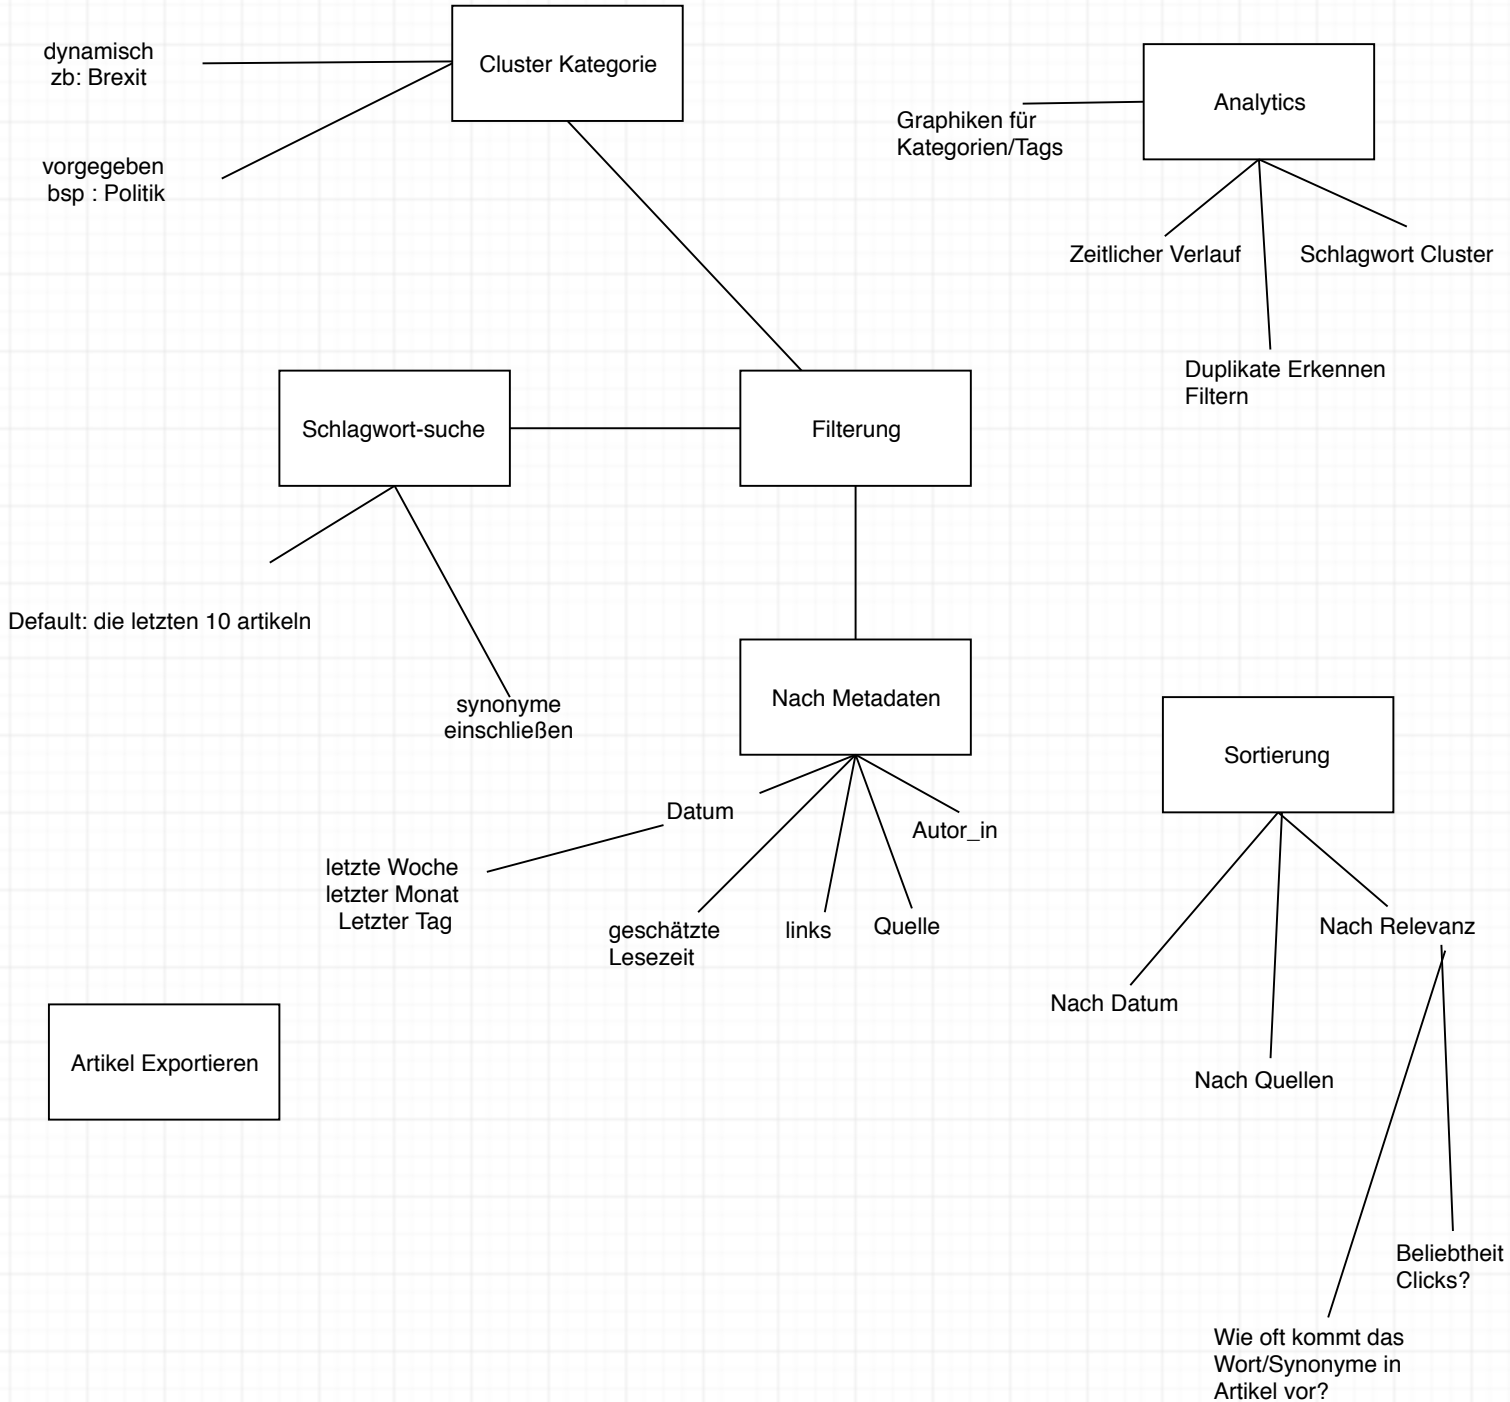 dynamisch
zb: Brexit
Cluster Kategorie
Analytics
Graphiken für
Kategorien/Tags
vorgegeben
bsp : Politik
Zeitlicher Verlauf
Schlagwort Cluster
Duplikate Erkennen
Filtern
Schlagwort-suche
Filterung
Default: die letzten 10 artikeln
synonyme
einschließen
Nach Metadaten
Sortierung
Datum
Autor_in
letzte Woche
letzter Monat
Letzter Tag
geschätzte
Lesezeit
links
Quelle
Nach Relevanz
Nach Datum
Nach Quellen
Artikel Exportieren
Beliebtheit
Clicks?
Wie oft kommt das
Wort/Synonyme in
Artikel vor?